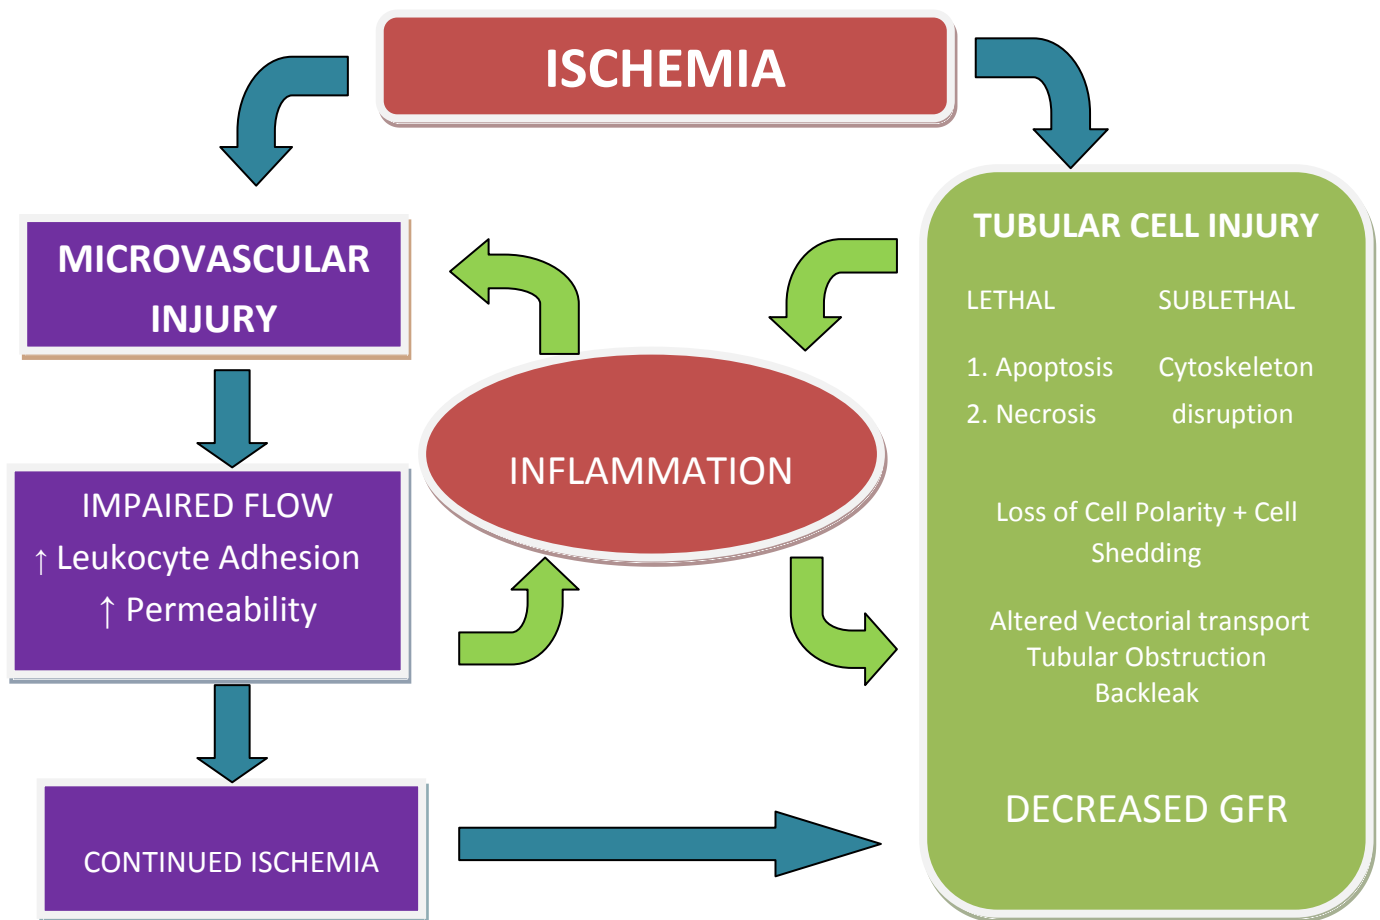 ISCHEMIA
MICROVASCULAR
INJURY
IMPAIRED FLOW
↑ Leukocyte Adhesion
↑ Permeability
CONTINUED ISCHEMIA
INFLAMMATION
TUBULAR CELL INJURY
LETHAL SUBLETHAL
1. Apoptosis Cytoskeleton
2. Necrosis disruption
Loss of Cell Polarity + Cell
Shedding
Altered Vectorial transport
Tubular Obstruction
Backleak
DECREASED GFR